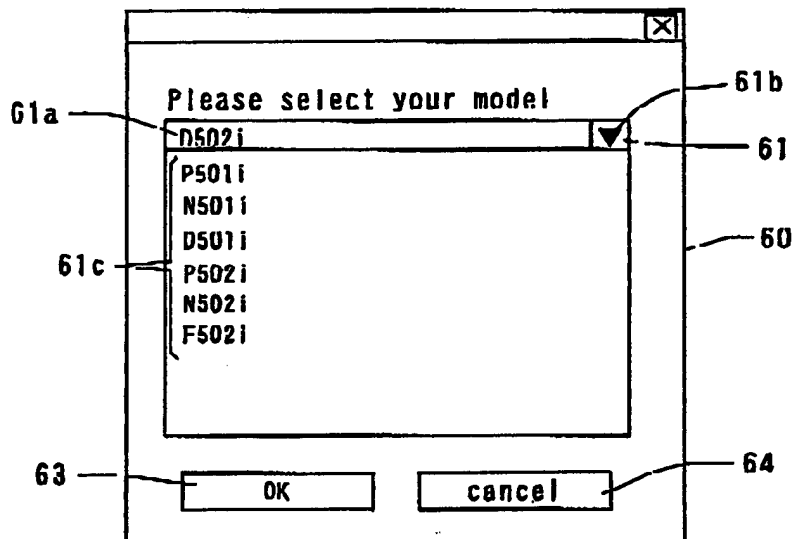 Please select your model
61a
61b
D502i
61
P501i
N501i
D501i
60
61c
P502i
N502i
F502i
63
OK
cancel
64